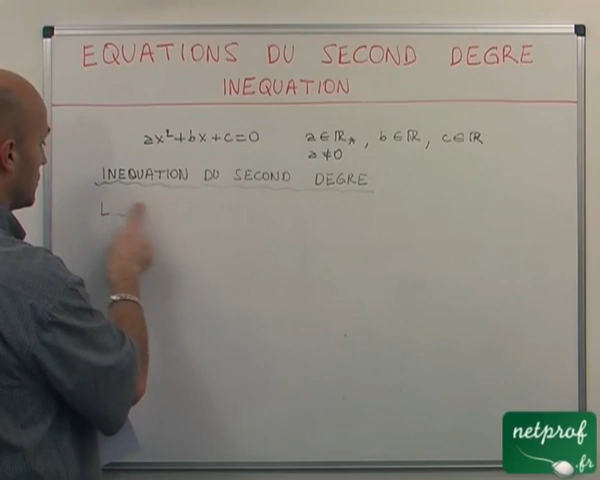 EQUATIONS DU SECOND DEGRE
INEQUATION
ax²+bx+c=0 a∈ℝ*, b∈ℝ, c∈ℝ
a≠0
INEQUATION DU SECOND DEGRE
L
netprof
.fr